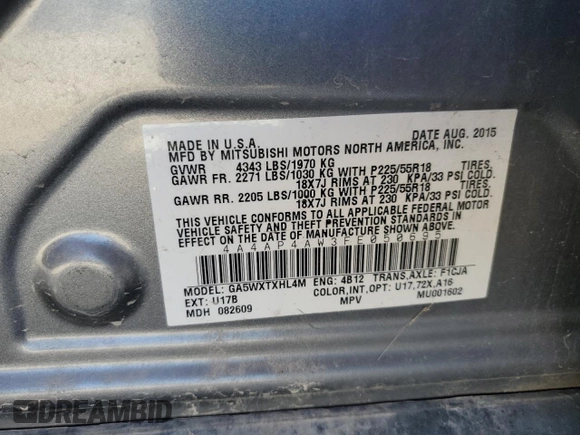 MADE IN U.S.A. DATE AUG. 2015
MFD BY MITSUBISHI MOTORS NORTH AMERICA, INC.
GVWR 4343 LBS/1970 KG
GAWR FR. 2271 LBS/1030 KG WITH P225/55R18 TIRES.
18X7J RIMS AT 230 KPA/33 PSI COLD.
GAWR RR. 2205 LBS/1000 KG WITH P225/55R18 TIRES.
18X7J RIMS AT 230 KPA/33 PSI COLD.
THIS VEHICLE CONFORMS TO ALL APPLICABLE FEDERAL MOTOR
VEHICLE SAFETY AND THEFT PREVENTION STANDARDS IN
EFFECT ON THE DATE OF MANUFACTURE SHOWN ABOVE.
4A4AP4AW3FE050695
MODEL: GA5WXTXHL4M ENG: 4B12 TRANS,AXLE: F1CJA
EXT: U17B COLOR,INT,OPT: U17,72X,A16
MDH 082609 MPV MU001602
DREAMBID